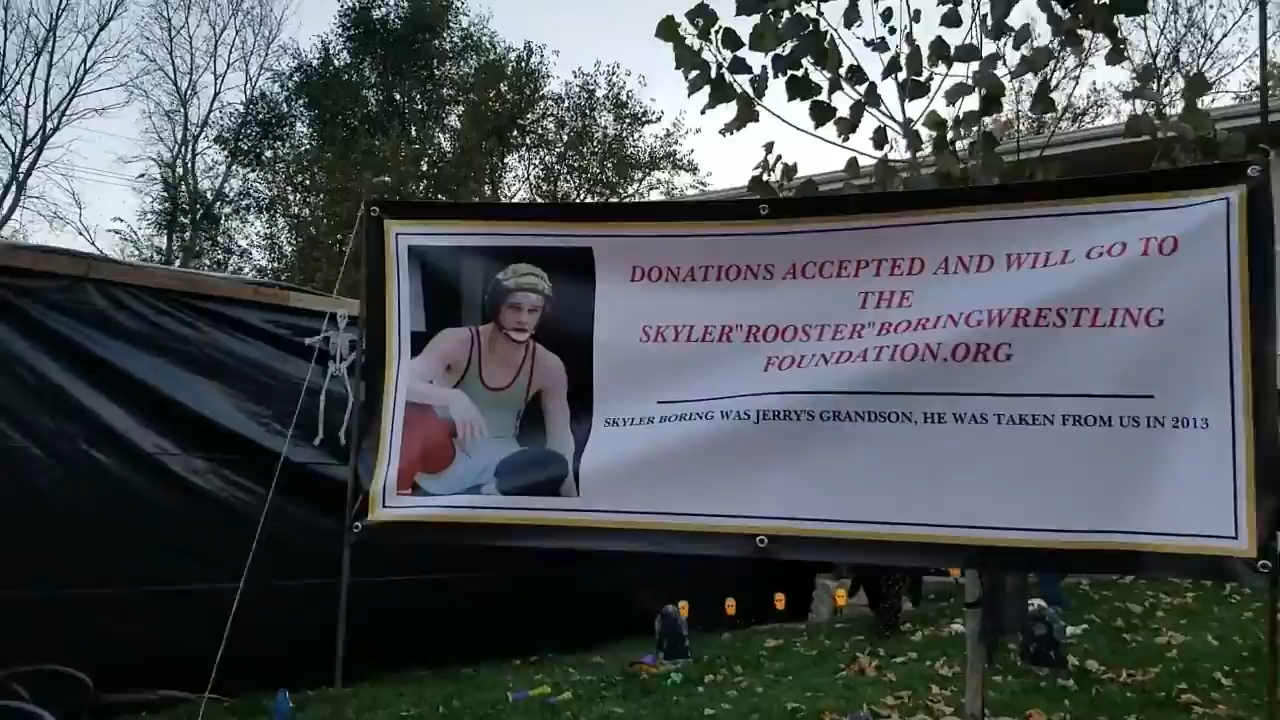 DONATIONS ACCEPTED AND WILL GO TO
THE
SKYLER"ROOSTER"BORINGWRESTLING
FOUNDATION.ORG
SKYLER BORING WAS JERRY'S GRANDSON, HE WAS TAKEN FROM US IN 2013